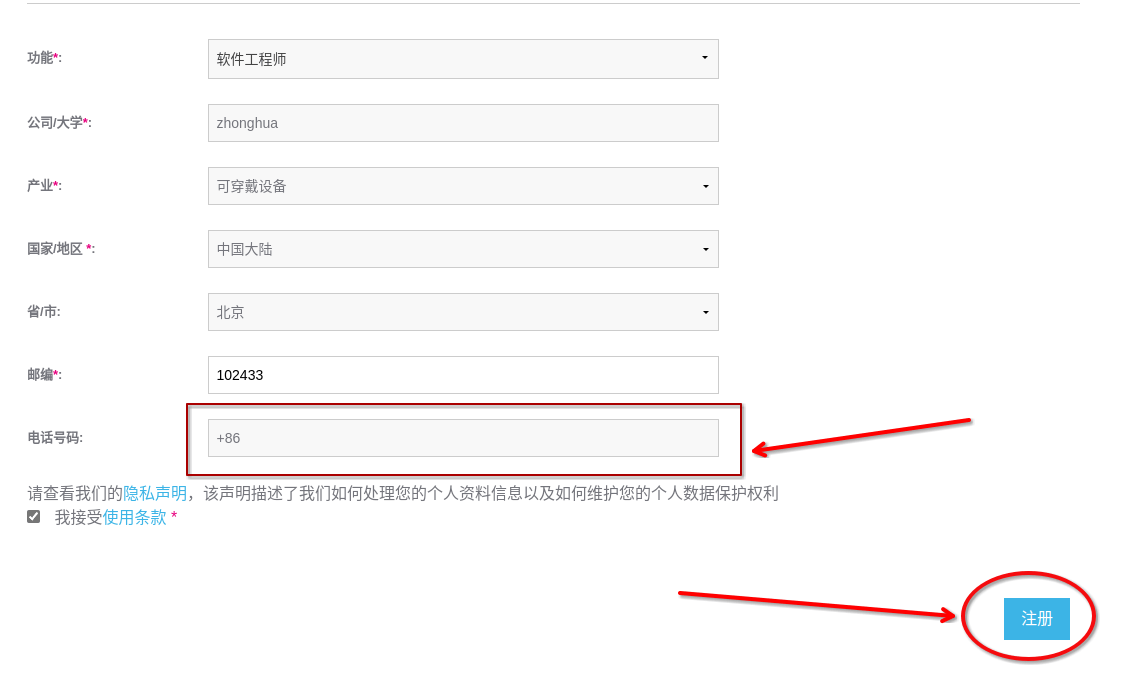 功能*: 软件工程师
公司/大学*: zhonghua
产业*: 可穿戴设备
国家/地区 *: 中国大陆
省/市: 北京
邮编*: 102433
电话号码: +86
请查看我们的隐私声明，该声明描述了我们如何处理您的个人资料信息以及如何维护您的个人数据保护权利
我接受使用条款 *
注册